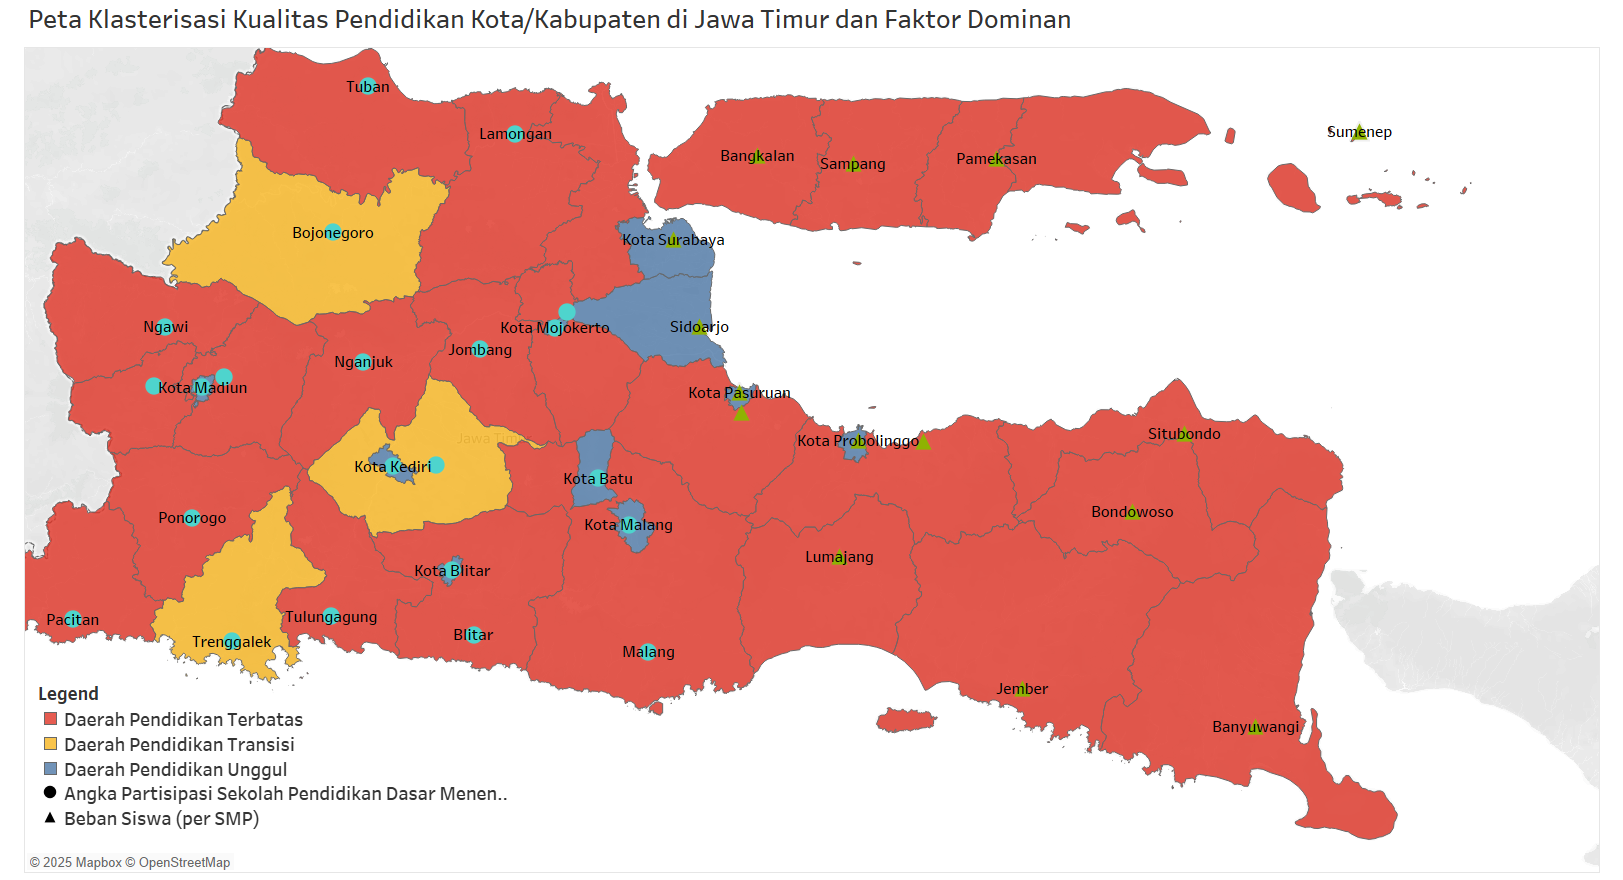 Peta Klasterisasi Kualitas Pendidikan Kota/Kabupaten di Jawa Timur dan Faktor Dominan
Tuban
Lamongan
Sumenep
Bangkalan
Sampang
Pamekasan
Bojonegoro
Kota Surabaya
Ngawi
Kota Mojokerto
Sidoarjo
Nganjuk
Jombang
Kota Madiun
Kota Pasuruan
Jawa Timur
Kota Probolinggo
Situbondo
Kota Kediri
Kota Batu
Ponorogo
Kota Malang
Bondowoso
Lumajang
Kota Blitar
Pacitan
Tulungagung
Trenggalek
Blitar
Malang
Jember
Banyuwangi
Legend
Daerah Pendidikan Terbatas
Daerah Pendidikan Transisi
Daerah Pendidikan Unggul
Angka Partisipasi Sekolah Pendidikan Dasar Menen..
Beban Siswa (per SMP)
© 2025 Mapbox © OpenStreetMap